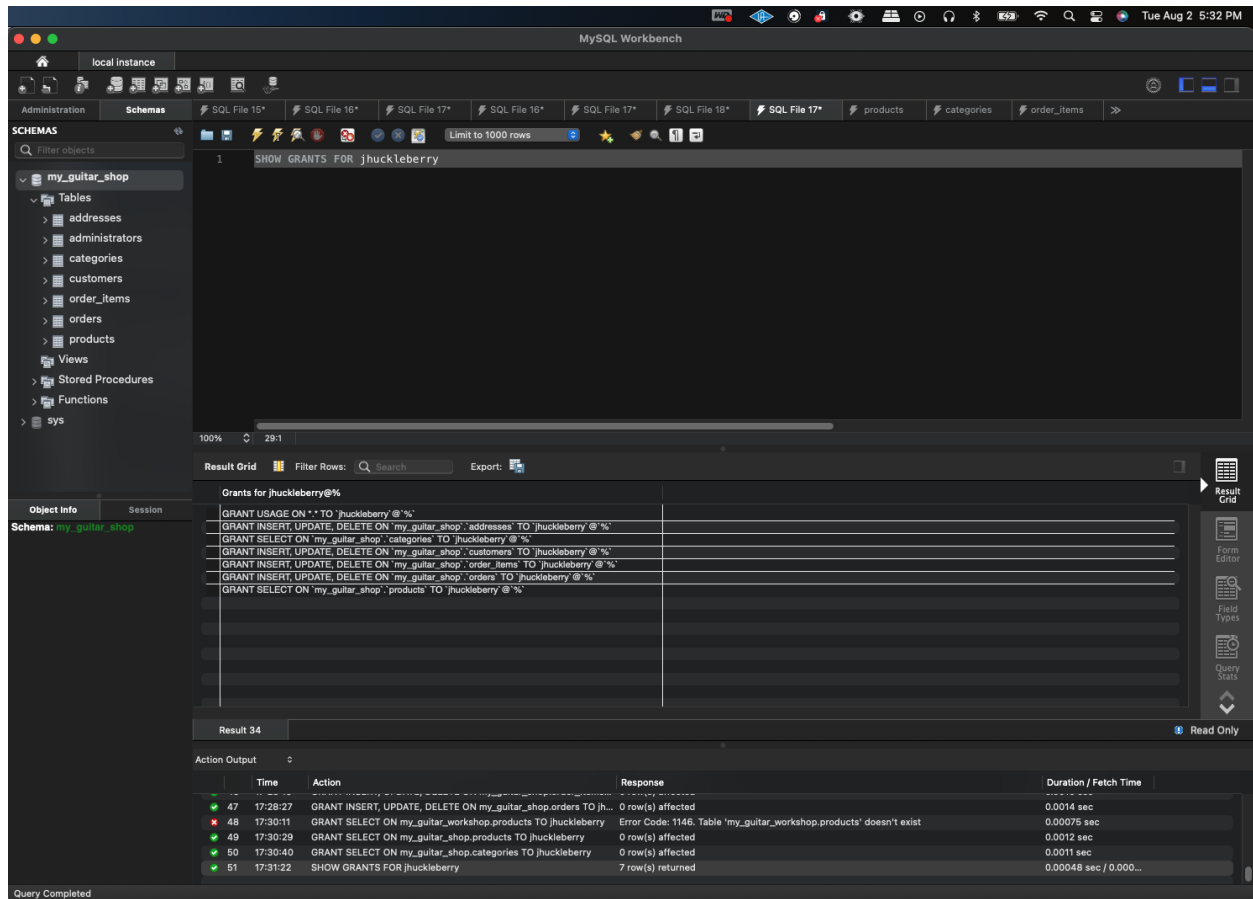 Tue Aug 2 5:32 PM
MySQL Workbench
local instance
Administration Schemas
SQL File 15* SQL File 16* SQL File 17* SQL File 16* SQL File 17* SQL File 18* SQL File 17* products categories order_items
SCHEMAS
Filter objects
Limit to 1000 rows
1 SHOW GRANTS FOR jhuckleberry
my_guitar_shop
Tables
addresses
administrators
categories
customers
order_items
orders
products
Views
Stored Procedures
Functions
sys
100% 29:1
Result Grid Filter Rows: Search Export:
Grants for jhuckleberry@%
GRANT USAGE ON *.* TO `jhuckleberry`@`%`
GRANT INSERT, UPDATE, DELETE ON `my_guitar_shop`.`addresses` TO `jhuckleberry`@`%`
GRANT SELECT ON `my_guitar_shop`.`categories` TO `jhuckleberry`@`%`
GRANT INSERT, UPDATE, DELETE ON `my_guitar_shop`.`customers` TO `jhuckleberry`@`%`
GRANT INSERT, UPDATE, DELETE ON `my_guitar_shop`.`order_items` TO `jhuckleberry`@`%`
GRANT INSERT, UPDATE, DELETE ON `my_guitar_shop`.`orders` TO `jhuckleberry`@`%`
GRANT SELECT ON `my_guitar_shop`.`products` TO `jhuckleberry`@`%`
Result
Grid
Form
Editor
Field
Types
Query
Stats
Object Info Session
Schema: my_guitar_shop
Result 34
Read Only
Action Output
Time Action Response Duration / Fetch Time
47 17:28:27 GRANT INSERT, UPDATE, DELETE ON my_guitar_shop.orders TO jh... 0 row(s) affected 0.0014 sec
48 17:30:11 GRANT SELECT ON my_guitar_workshop.products TO jhuckleberry Error Code: 1146. Table 'my_guitar_workshop.products' doesn't exist 0.00075 sec
49 17:30:29 GRANT SELECT ON my_guitar_shop.products TO jhuckleberry 0 row(s) affected 0.0012 sec
50 17:30:40 GRANT SELECT ON my_guitar_shop.categories TO jhuckleberry 0 row(s) affected 0.0011 sec
51 17:31:22 SHOW GRANTS FOR jhuckleberry 7 row(s) returned 0.00048 sec / 0.000...
Query Completed